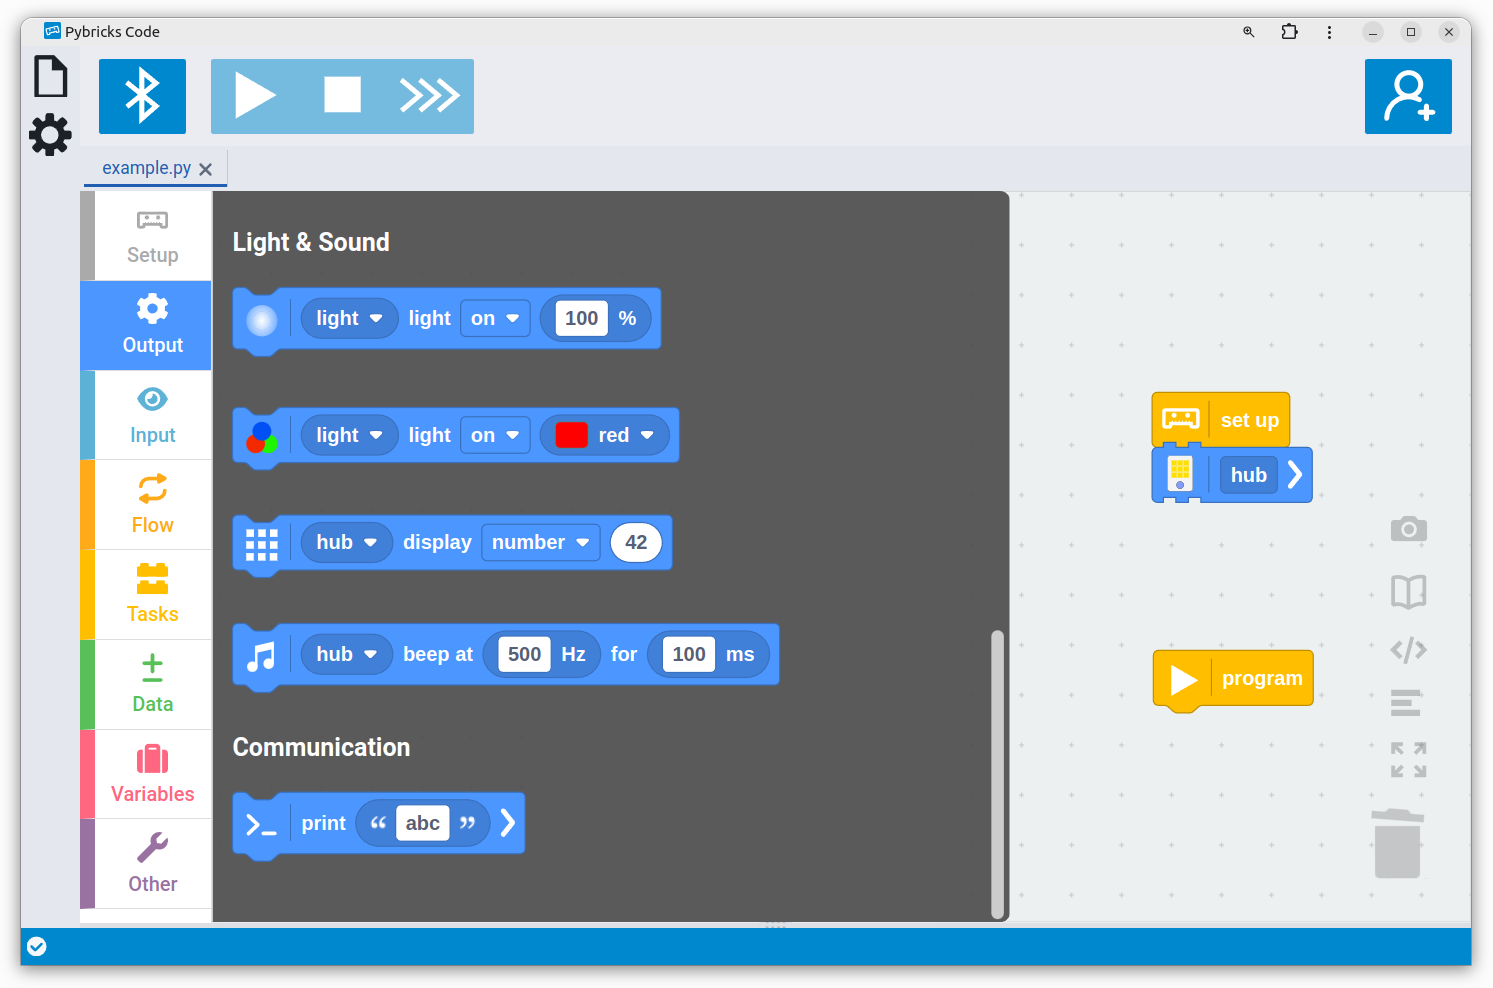 Pybricks Code
example.py
Setup
Output
Input
Flow
Tasks
Data
Variables
Other
Light & Sound
light light on 100 %
light light on red
hub display number 42
hub beep at 500 Hz for 100 ms
Communication
print “ abc ”
set up
hub
program